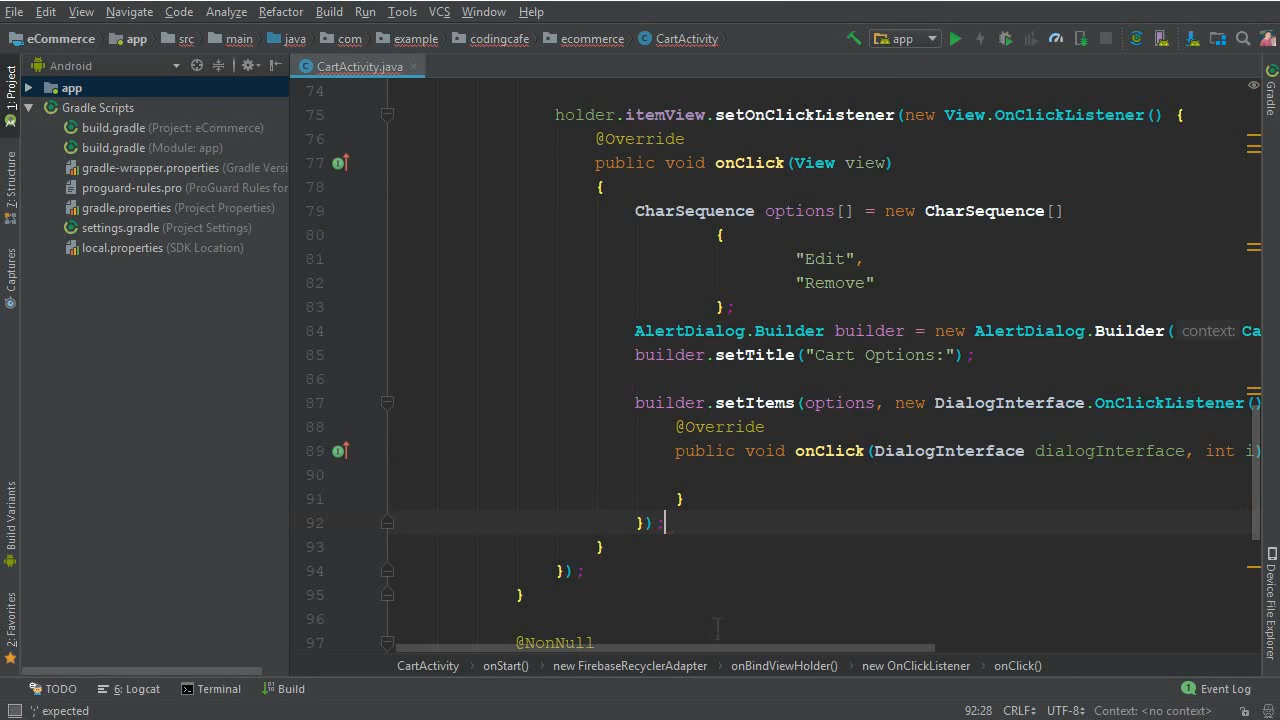 File Edit View Navigate Code Analyze Refactor Build Run Tools VCS Window Help
eCommerce app src main java com example codingcafe ecommerce CartActivity app
1: Project
7: Structure
Captures
Build Variants
2: Favorites
Android
app
Gradle Scripts
build.gradle (Project: eCommerce)
build.gradle (Module: app)
gradle-wrapper.properties (Gradle Version
proguard-rules.pro (ProGuard Rules for
gradle.properties (Project Properties)
settings.gradle (Project Settings)
local.properties (SDK Location)
CartActivity.java
74
75 holder.itemView.setOnClickListener(new View.OnClickListener() {
76 @Override
77 public void onClick(View view)
78 {
79 CharSequence options[] = new CharSequence[]
80 {
81 "Edit",
82 "Remove"
83 };
84 AlertDialog.Builder builder = new AlertDialog.Builder( context: Ca
85 builder.setTitle("Cart Options:");
86
87 builder.setItems(options, new DialogInterface.OnClickListener()
88 @Override
89 public void onClick(DialogInterface dialogInterface, int i)
90
91 }
92 });
93 }
94 });
95 }
96
97 @NonNull
Gradle
Device File Explorer
CartActivity onStart() new FirebaseRecyclerAdapter onBindViewHolder() new OnClickListener onClick()
TODO 6: Logcat Terminal Build 1 Event Log
';' expected 92:28 CRLF UTF-8 Context: <no context>